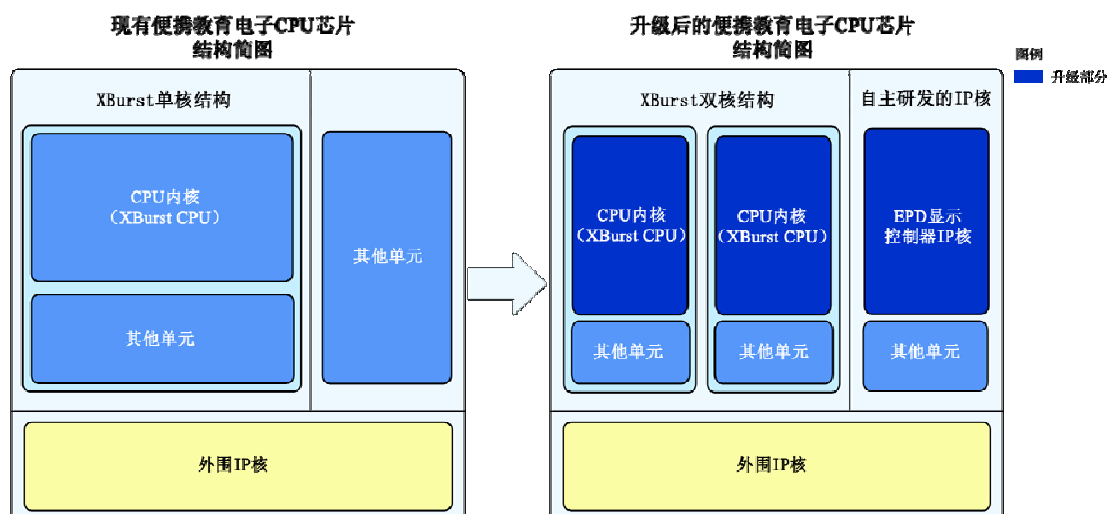 现有便携教育电子CPU芯片
结构简图
XBurst单核结构
CPU内核
(XBurst CPU)
其他单元
其他单元
外围IP核
升级后的便携教育电子CPU芯片
结构简图
XBurst双核结构
自主研发的IP核
CPU内核
(XBurst CPU)
CPU内核
(XBurst CPU)
EPD显示
控制器IP核
其他单元
其他单元
其他单元
外围IP核
图例
升级部分